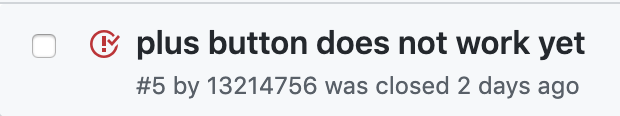 plus button does not work yet
#5 by 13214756 was closed 2 days ago